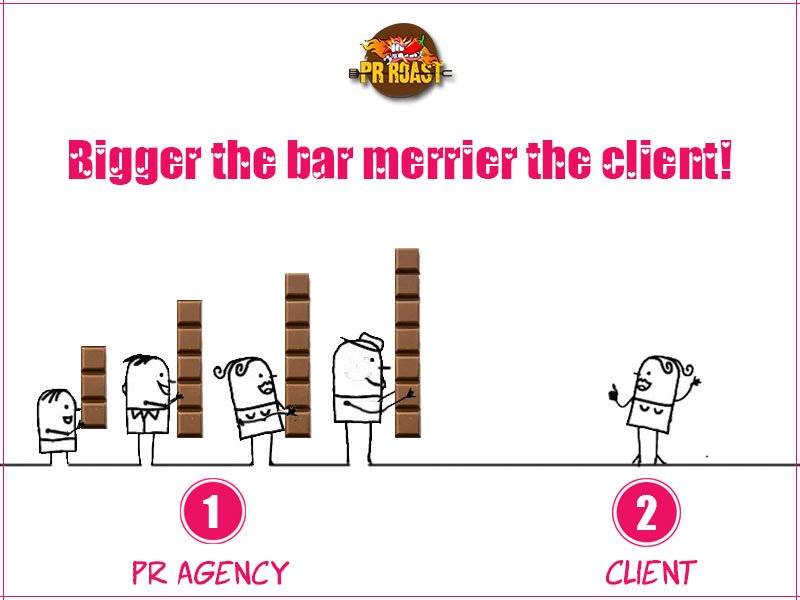 PR ROAST
Bigger the bar merrier the client!
1
2
PR AGENCY
CLIENT